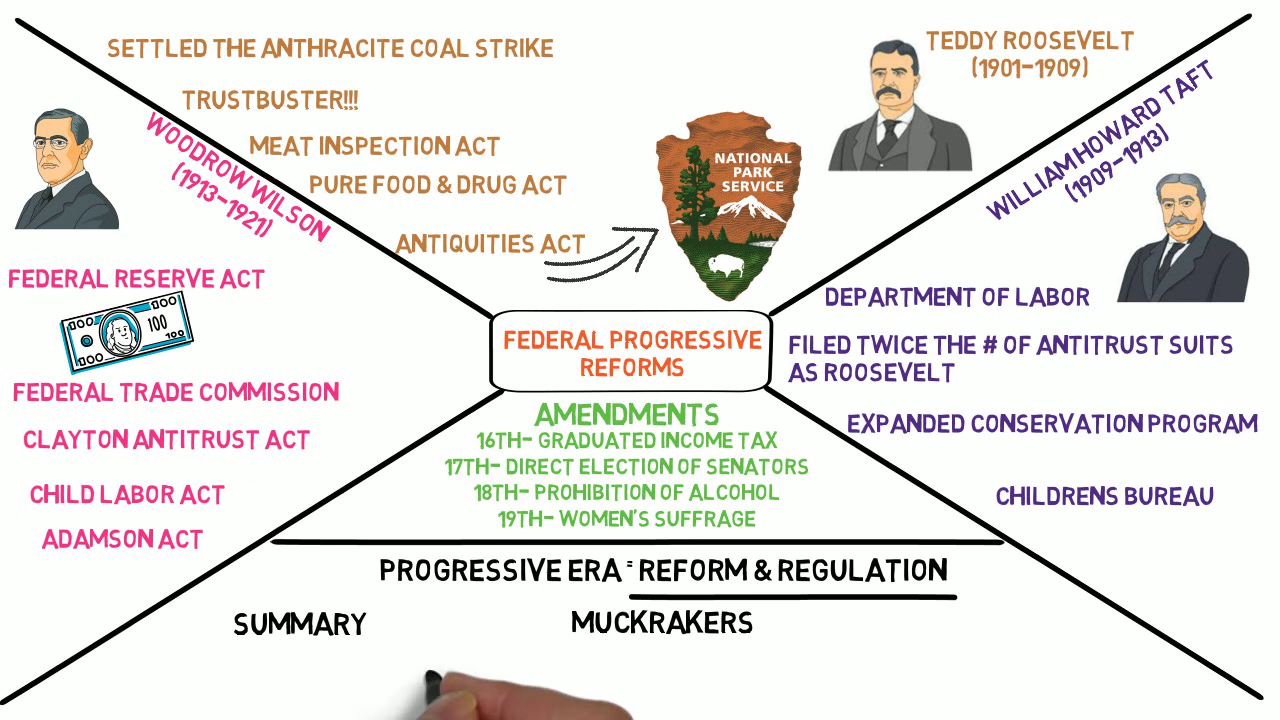 SETTLED THE ANTHRACITE COAL STRIKE
TRUSTBUSTER!!!
MEAT INSPECTION ACT
PURE FOOD & DRUG ACT
ANTIQUITIES ACT
NATIONAL
PARK
SERVICE
TEDDY ROOSEVELT
(1901-1909)
WILLIAM HOWARD TAFT
(1909-1913)
DEPARTMENT OF LABOR
FILED TWICE THE # OF ANTITRUST SUITS
AS ROOSEVELT
EXPANDED CONSERVATION PROGRAM
CHILDRENS BUREAU
WOODROW WILSON
(1913-1921)
FEDERAL RESERVE ACT
100
100
100
100
100
FEDERAL TRADE COMMISSION
CLAYTON ANTITRUST ACT
CHILD LABOR ACT
ADAMSON ACT
FEDERAL PROGRESSIVE
REFORMS
AMENDMENTS
16TH- GRADUATED INCOME TAX
17TH- DIRECT ELECTION OF SENATORS
18TH- PROHIBITION OF ALCOHOL
19TH- WOMEN'S SUFFRAGE
PROGRESSIVE ERA = REFORM & REGULATION
SUMMARY
MUCKRAKERS